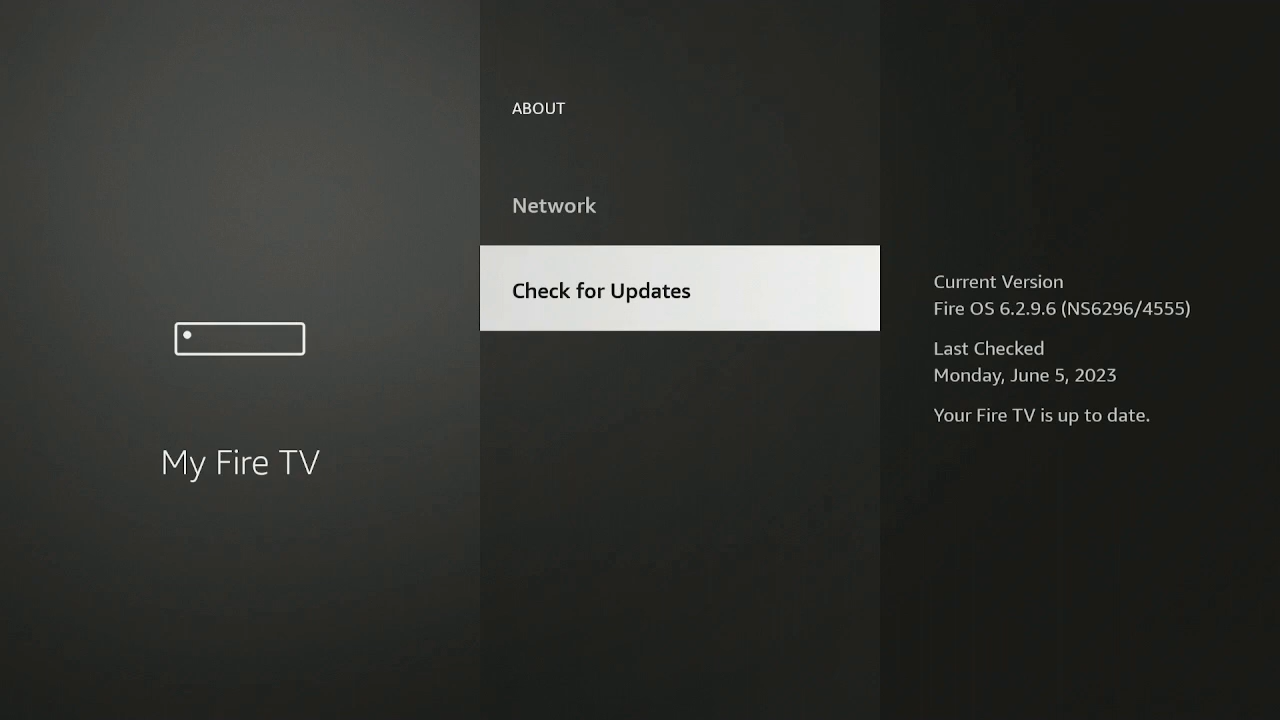 My Fire TV
ABOUT
Network
Check for Updates
Current Version
Fire OS 6.2.9.6 (NS6296/4555)
Last Checked
Monday, June 5, 2023
Your Fire TV is up to date.